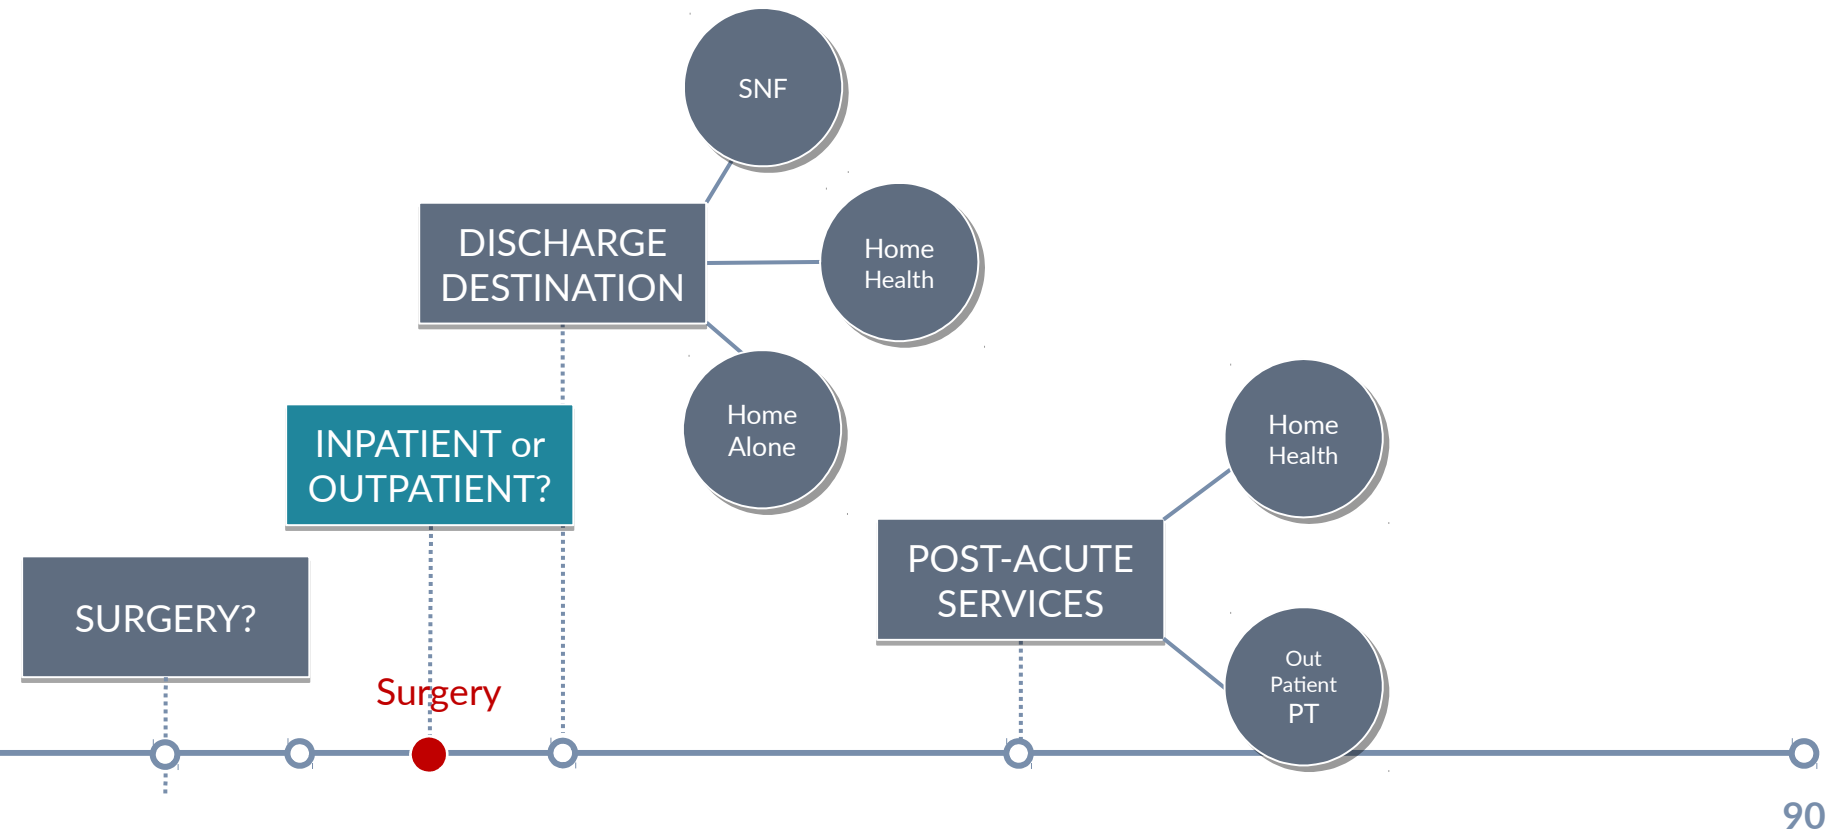 SNF
DISCHARGE
DESTINATION
Home
Health
Home
Alone
INPATIENT or
OUTPATIENT?
Home
Health
POST-ACUTE
SERVICES
SURGERY?
Out
Patient
PT
Surgery
90